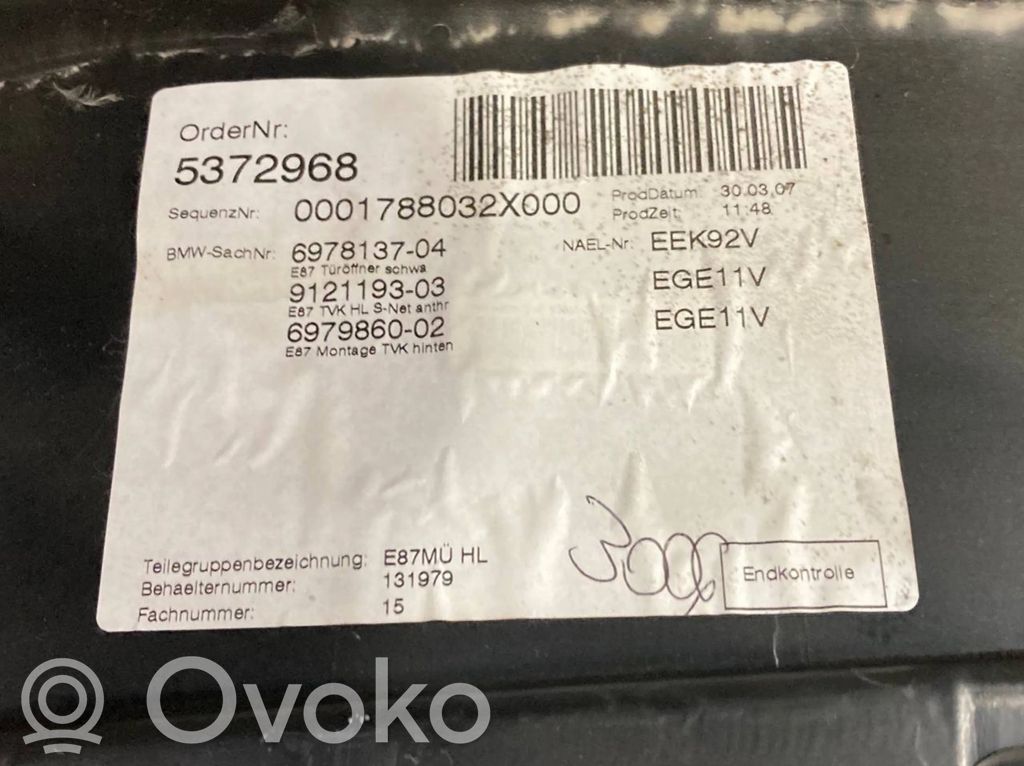 OrderNr:
5372968
SequenzNr: 0001788032X000
ProdDatum: 30.03.07
ProdZeit: 11:48
BMW-SachNr: 6978137-04 NAEL-Nr: EEK92V
E87 Türöffner schwa
9121193-03 EGE11V
E87 TVK HL S-Net anthr
6979860-02 EGE11V
E87 Montage TVK hinten
Teilegruppenbezeichnung: E87MÜ HL
Behaelternummer: 131979
Fachnummer: 15
Endkontrolle
Ovoko